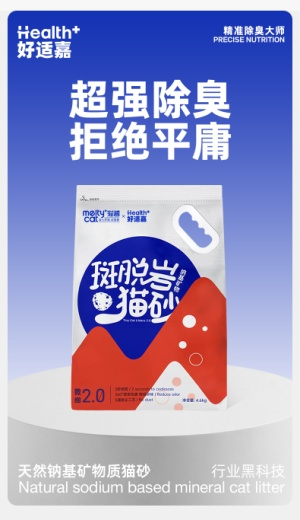 Health+
好适嘉
精准除臭大师
PRECISE NUTRITION
超强除臭
拒绝平庸
melty
cat
Health+
好适嘉
斑脱岩
猫砂
2.0
天然钠基矿物质猫砂
行业黑科技
Natural sodium based mineral cat litter